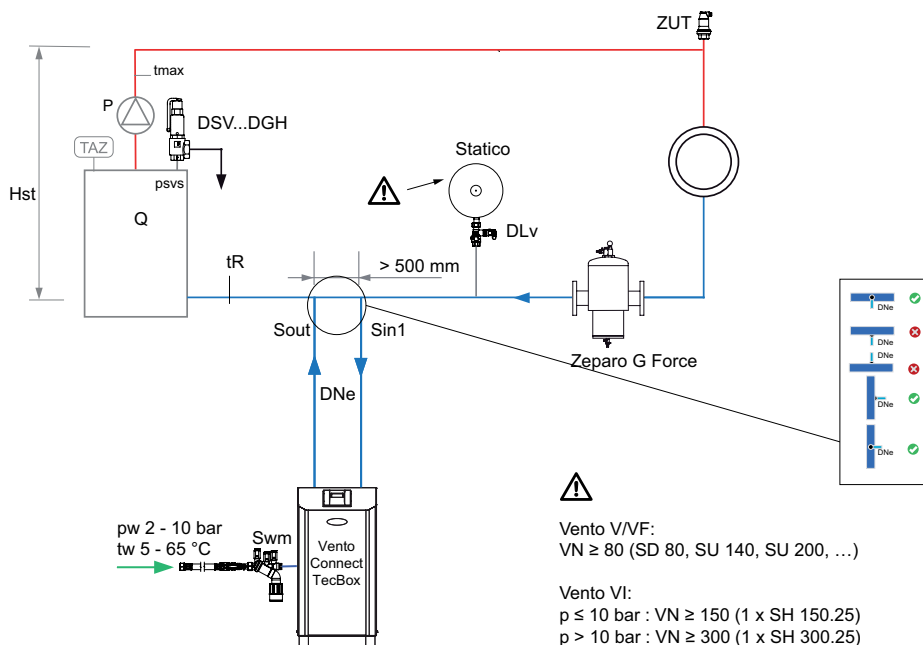 ZUT
tmax
P
DSV...DGH
TAZ
Statico
psvs
Hst
Q
DLv
tR
> 500 mm
Sout
Sin1
Zeparo G Force
DNe
DNe
DNe
DNe
DNe
DNe
pw 2 - 10 bar
tw 5 - 65 °C
Swm
Vento
Connect
TecBox
Vento V/VF:
VN ≥ 80 (SD 80, SU 140, SU 200, …)
Vento VI:
p ≤ 10 bar : VN ≥ 150 (1 x SH 150.25)
p > 10 bar : VN ≥ 300 (1 x SH 300.25)